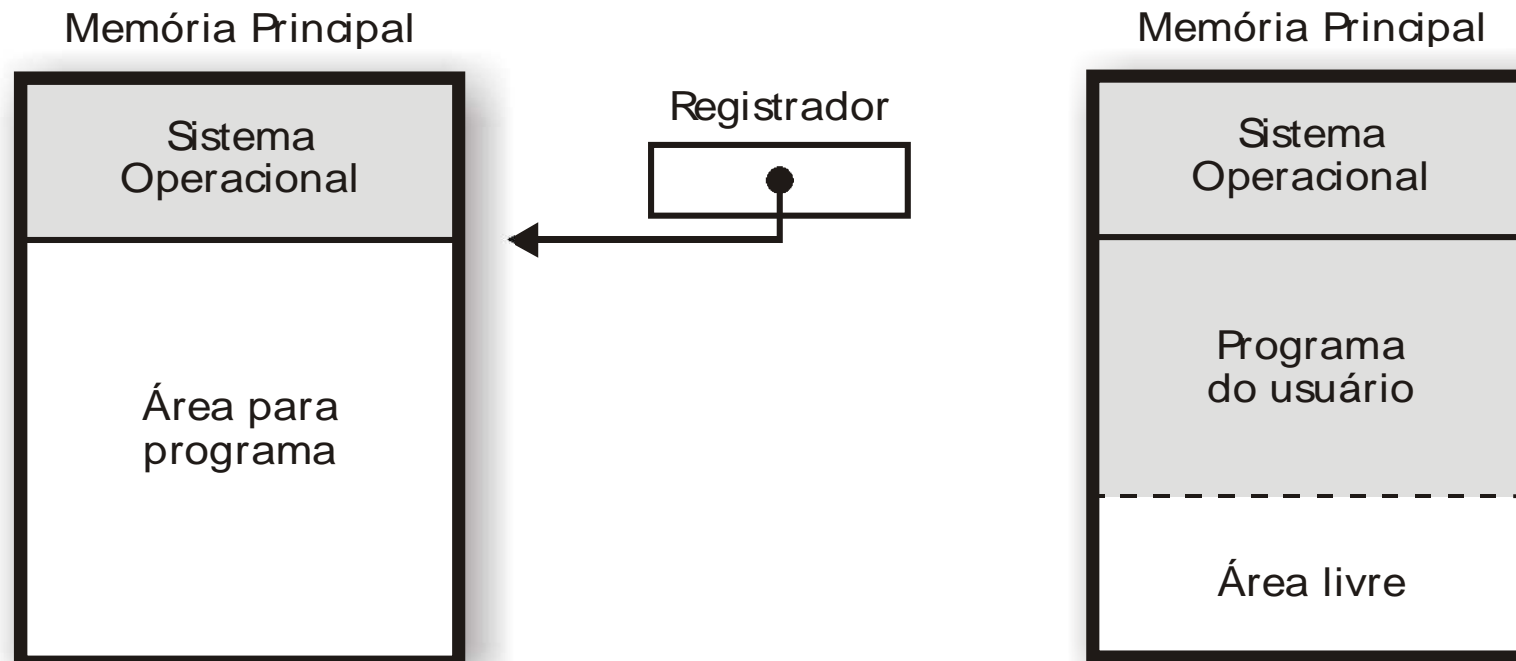 Memória Principal
Sistema
Operacional
Área para
programa
Registrador
Memória Principal
Sistema
Operacional
Programa
do usuário
Área livre